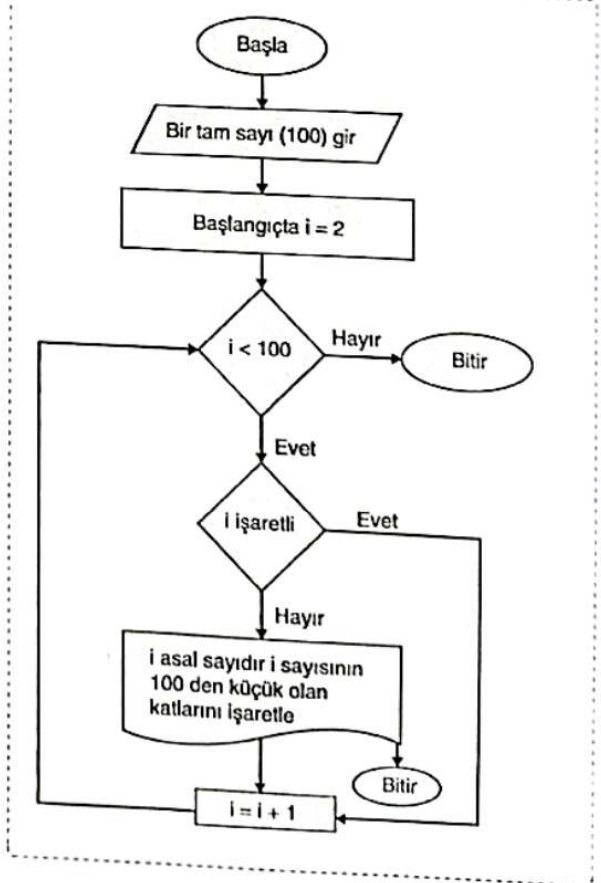 Başla
Bir tam sayı (100) gir
Başlangıçta i = 2
i < 100
Hayır
Bitir
Evet
i işaretli
Evet
Hayır
i asal sayıdır i sayısının
100 den küçük olan
katlarını işaretle
Bitir
i = i + 1